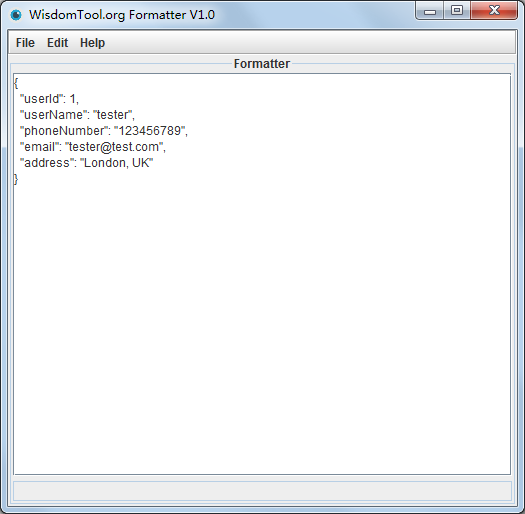 WisdomTool.org Formatter V1.0
File Edit Help
Formatter
{
  "userId": 1,
  "userName": "tester",
  "phoneNumber": "123456789",
  "email": "tester@test.com",
  "address": "London, UK"
}